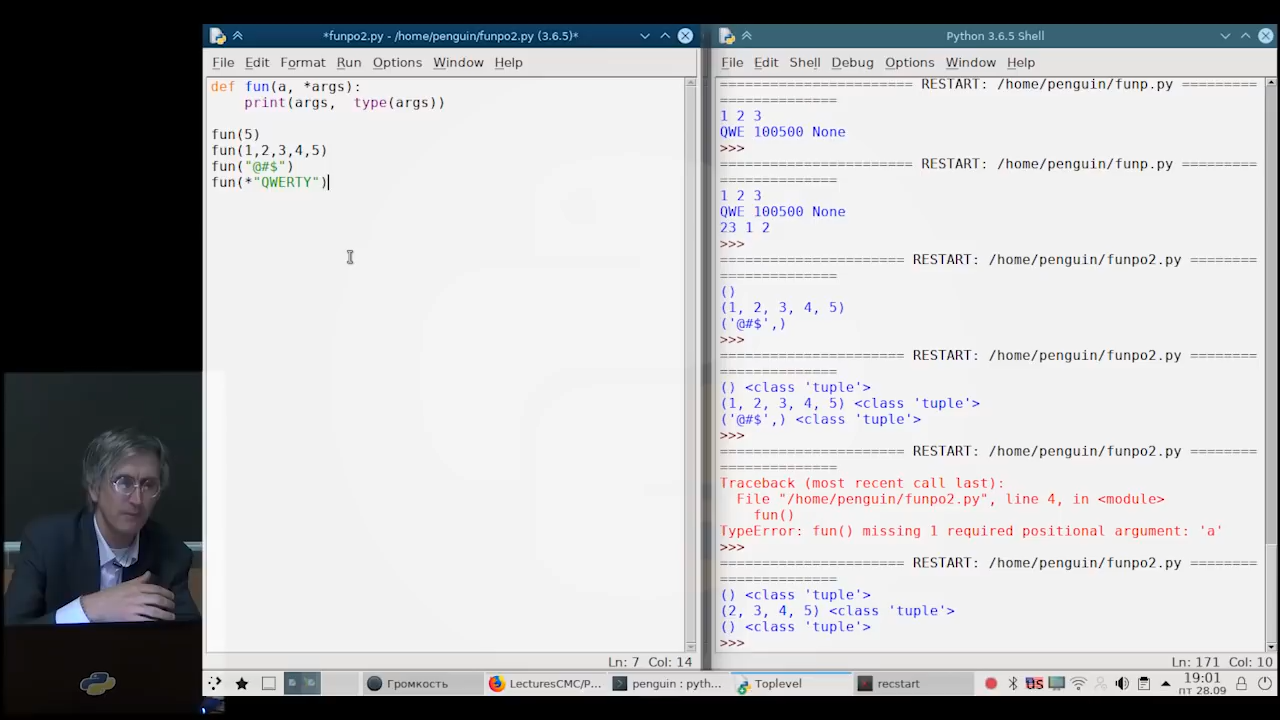 *funpo2.py - /home/penguin/funpo2.py (3.6.5)*
File Edit Format Run Options Window Help
def fun(a, *args):
    print(args,  type(args))
fun(5)
fun(1,2,3,4,5)
fun("@#$")
fun(*"QWERTY")
Ln: 7 Col: 14
Python 3.6.5 Shell
File Edit Shell Debug Options Window Help
====================== RESTART: /home/penguin/funp.py =======================
1 2 3
QWE 100500 None
>>>
====================== RESTART: /home/penguin/funp.py =======================
1 2 3
QWE 100500 None
23 1 2
>>>
====================== RESTART: /home/penguin/funpo2.py ======================
()
(1, 2, 3, 4, 5)
('@#$',)
>>>
====================== RESTART: /home/penguin/funpo2.py ======================
() <class 'tuple'>
(1, 2, 3, 4, 5) <class 'tuple'>
('@#$',) <class 'tuple'>
>>>
====================== RESTART: /home/penguin/funpo2.py ======================
Traceback (most recent call last):
  File "/home/penguin/funpo2.py", line 4, in <module>
    fun()
TypeError: fun() missing 1 required positional argument: 'a'
>>>
====================== RESTART: /home/penguin/funpo2.py ======================
() <class 'tuple'>
(2, 3, 4, 5) <class 'tuple'>
() <class 'tuple'>
>>>
Ln: 171 Col: 10
Громкость LecturesCMC/P... penguin : pyth... Toplevel recstart US 19:01
пт 28.09